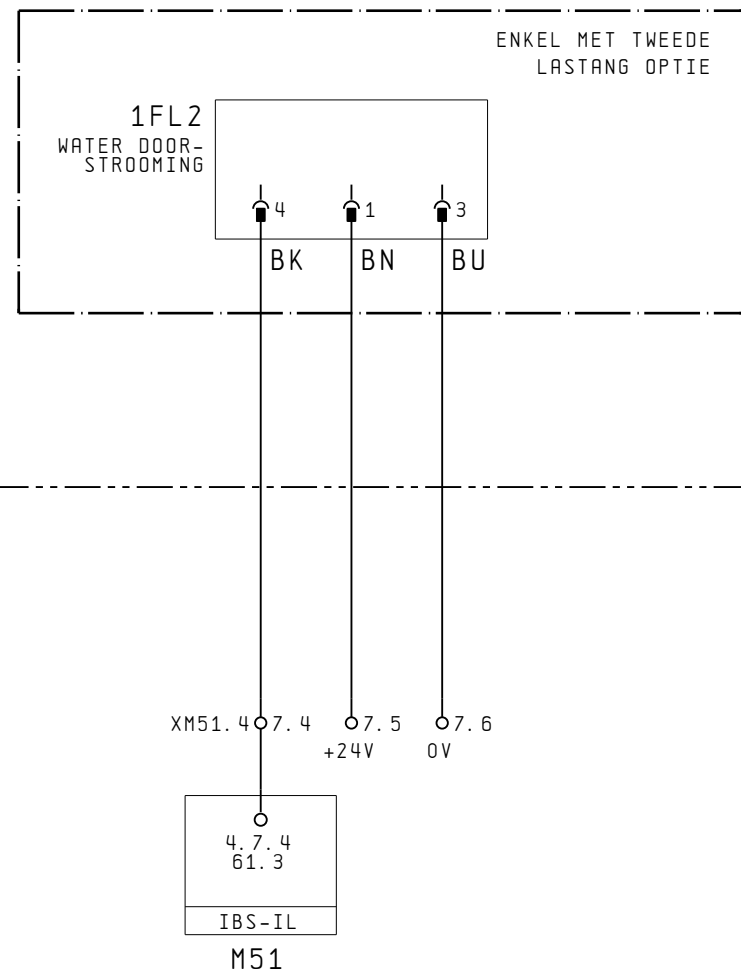 ENKEL MET TWEEDE
LASTANG OPTIE
1FL2
WATER DOOR-
STROOMING
4
1
3
BK
BN
BU
XM51.4
7.4
7.5
7.6
+24V
0V
4.7.4
61.3
IBS-IL
M51